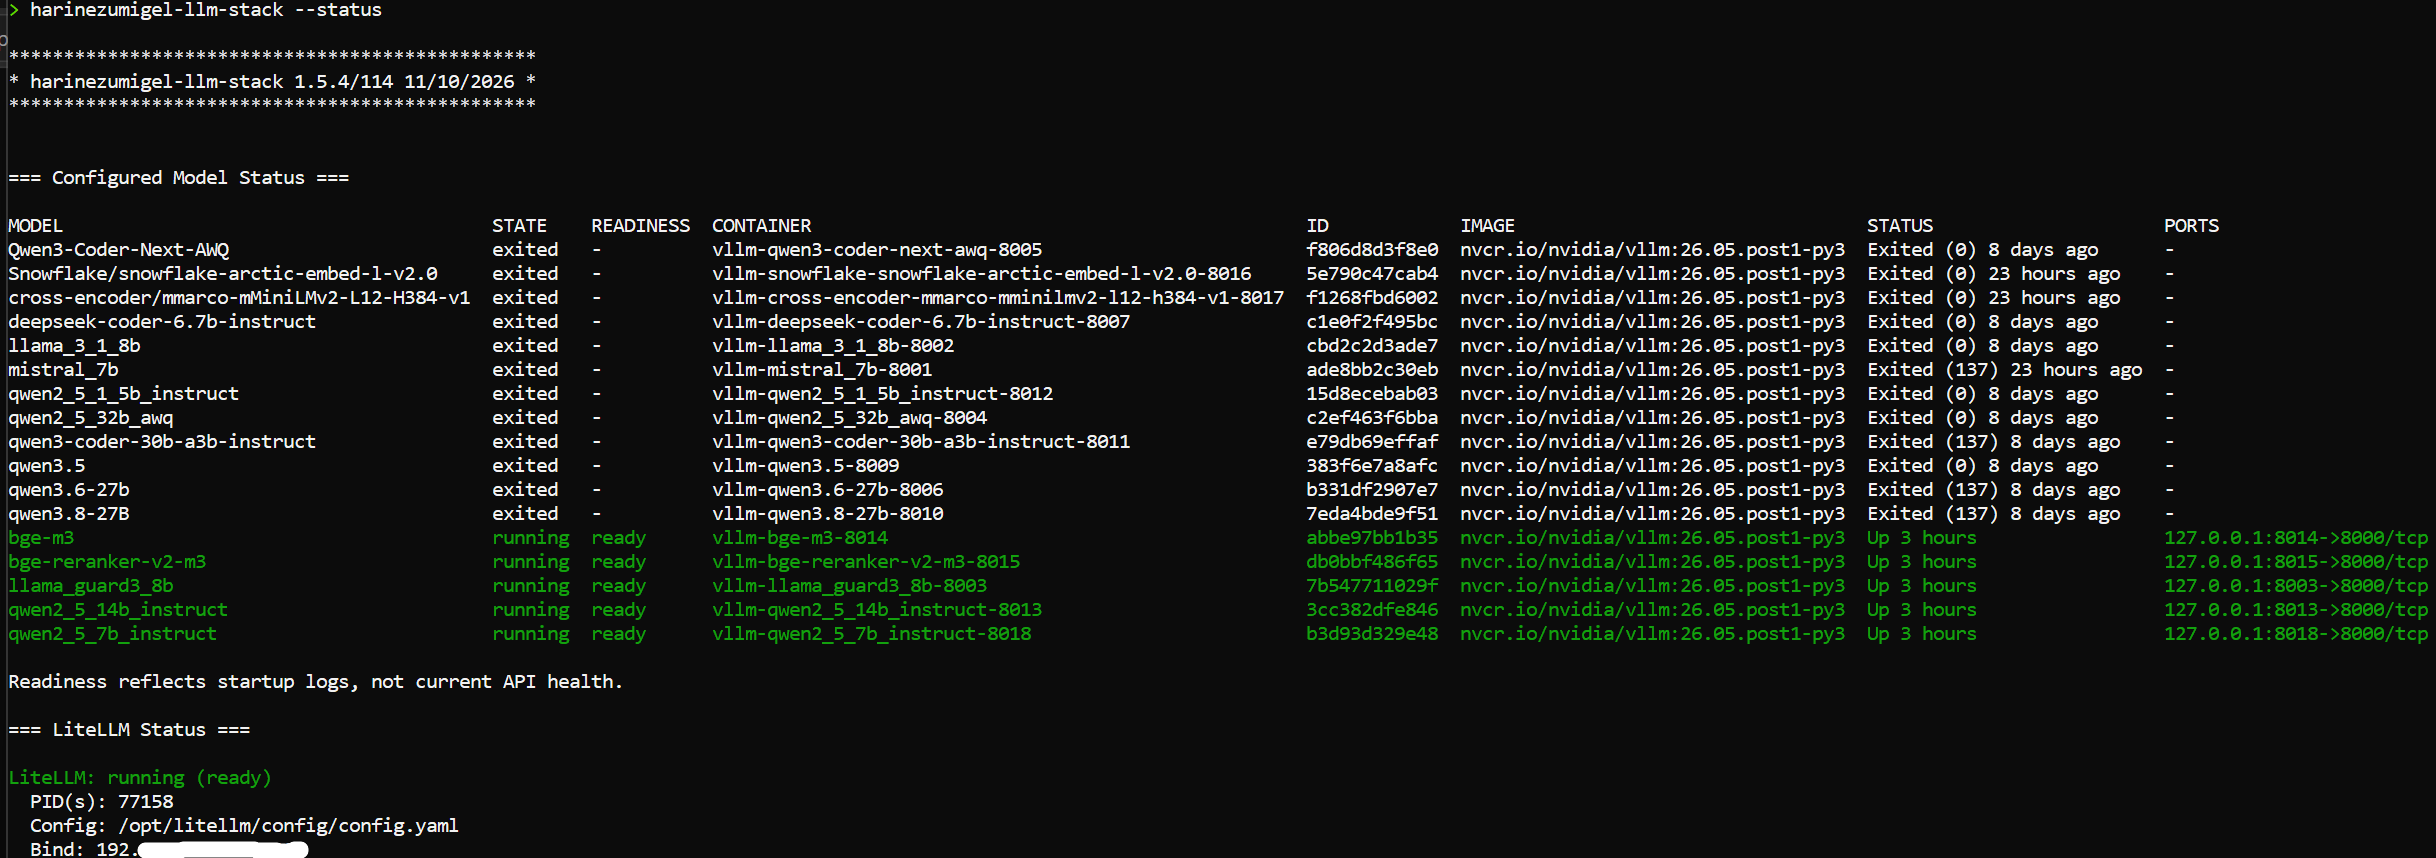 > harinezumigel-llm-stack --status
************************************************
* harinezumigel-llm-stack 1.5.4/114 11/10/2026 *
************************************************
=== Configured Model Status ===
MODEL STATE READINESS CONTAINER ID IMAGE STATUS PORTS
Qwen3-Coder-Next-AWQ exited - vllm-qwen3-coder-next-awq-8005 f806d8d3f8e0 nvcr.io/nvidia/vllm:26.05.post1-py3 Exited (0) 8 days ago -
Snowflake/snowflake-arctic-embed-l-v2.0 exited - vllm-snowflake-snowflake-arctic-embed-l-v2.0-8016 5e790c47cab4 nvcr.io/nvidia/vllm:26.05.post1-py3 Exited (0) 23 hours ago -
cross-encoder/mmarco-mMiniLMv2-L12-H384-v1 exited - vllm-cross-encoder-mmarco-mminilmv2-l12-h384-v1-8017 f1268fbd6002 nvcr.io/nvidia/vllm:26.05.post1-py3 Exited (0) 23 hours ago -
deepseek-coder-6.7b-instruct exited - vllm-deepseek-coder-6.7b-instruct-8007 c1e0f2f495bc nvcr.io/nvidia/vllm:26.05.post1-py3 Exited (0) 8 days ago -
llama_3_1_8b exited - vllm-llama_3_1_8b-8002 cbd2c2d3ade7 nvcr.io/nvidia/vllm:26.05.post1-py3 Exited (0) 8 days ago -
mistral_7b exited - vllm-mistral_7b-8001 ade8bb2c30eb nvcr.io/nvidia/vllm:26.05.post1-py3 Exited (137) 23 hours ago -
qwen2_5_1_5b_instruct exited - vllm-qwen2_5_1_5b_instruct-8012 15d8ecebab03 nvcr.io/nvidia/vllm:26.05.post1-py3 Exited (0) 8 days ago -
qwen2_5_32b_awq exited - vllm-qwen2_5_32b_awq-8004 c2ef463f6bba nvcr.io/nvidia/vllm:26.05.post1-py3 Exited (0) 8 days ago -
qwen3-coder-30b-a3b-instruct exited - vllm-qwen3-coder-30b-a3b-instruct-8011 e79db69effaf nvcr.io/nvidia/vllm:26.05.post1-py3 Exited (137) 8 days ago -
qwen3.5 exited - vllm-qwen3.5-8009 383f6e7a8afc nvcr.io/nvidia/vllm:26.05.post1-py3 Exited (0) 8 days ago -
qwen3.6-27b exited - vllm-qwen3.6-27b-8006 b331df2907e7 nvcr.io/nvidia/vllm:26.05.post1-py3 Exited (137) 8 days ago -
qwen3.8-27B exited - vllm-qwen3.8-27b-8010 7eda4bde9f51 nvcr.io/nvidia/vllm:26.05.post1-py3 Exited (137) 8 days ago -
bge-m3 running ready vllm-bge-m3-8014 abbe97bb1b35 nvcr.io/nvidia/vllm:26.05.post1-py3 Up 3 hours 127.0.0.1:8014->8000/tcp
bge-reranker-v2-m3 running ready vllm-bge-reranker-v2-m3-8015 db0bbf486f65 nvcr.io/nvidia/vllm:26.05.post1-py3 Up 3 hours 127.0.0.1:8015->8000/tcp
llama_guard3_8b running ready vllm-llama_guard3_8b-8003 7b547711029f nvcr.io/nvidia/vllm:26.05.post1-py3 Up 3 hours 127.0.0.1:8003->8000/tcp
qwen2_5_14b_instruct running ready vllm-qwen2_5_14b_instruct-8013 3cc382dfe846 nvcr.io/nvidia/vllm:26.05.post1-py3 Up 3 hours 127.0.0.1:8013->8000/tcp
qwen2_5_7b_instruct running ready vllm-qwen2_5_7b_instruct-8018 b3d93d329e48 nvcr.io/nvidia/vllm:26.05.post1-py3 Up 3 hours 127.0.0.1:8018->8000/tcp
Readiness reflects startup logs, not current API health.
=== LiteLLM Status ===
LiteLLM: running (ready)
PID(s): 77158
Config: /opt/litellm/config/config.yaml
Bind: 192.